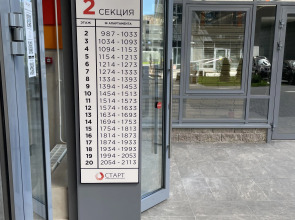 2 СЕКЦИЯ
ЭТАЖ № АПАРТАМЕНТА
2 987 - 1033
3 1034 - 1093
4 1094 - 1153
5 1154 - 1213
6 1214 - 1273
7 1274 - 1333
8 1334 - 1393
9 1394 - 1453
10 1454 - 1513
11 1514 - 1573
12 1574 - 1633
13 1634 - 1693
14 1694 - 1753
15 1754 - 1813
16 1814 - 1873
17 1874 - 1933
18 1934 - 1993
19 1994 - 2053
20 2054 - 2113
СТАРТ